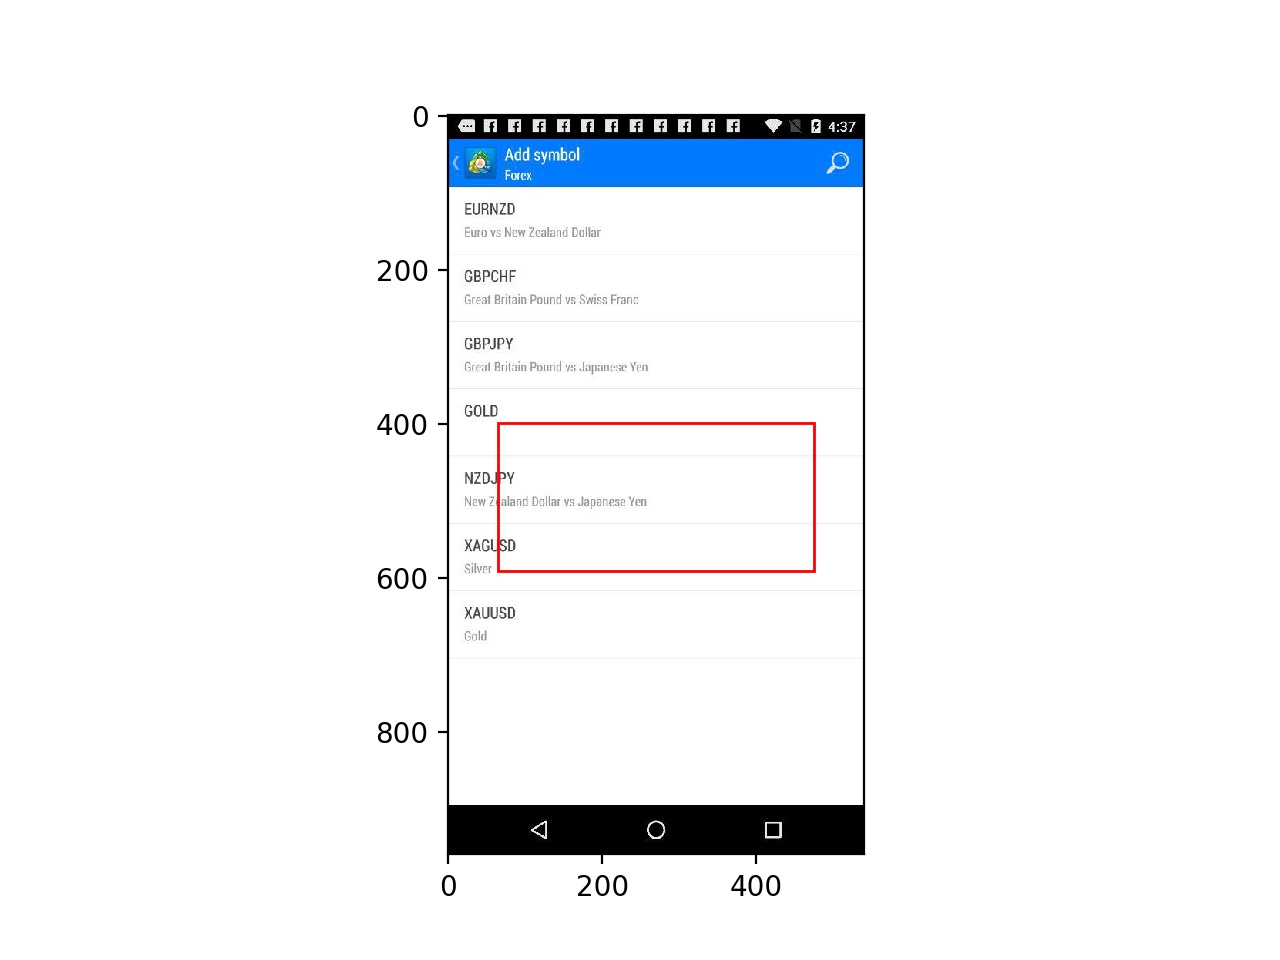 0
4:37
Add symbol
Forex
EURNZD
Euro vs New Zealand Dollar
200
GBPCHF
Great Britain Pound vs Swiss Franc
GBPJPY
Great Britain Pound vs Japanese Yen
GOLD
400
NZDJPY
New Zealand Dollar vs Japanese Yen
XAGUSD
Silver
600
XAUUSD
Gold
800
0 200 400